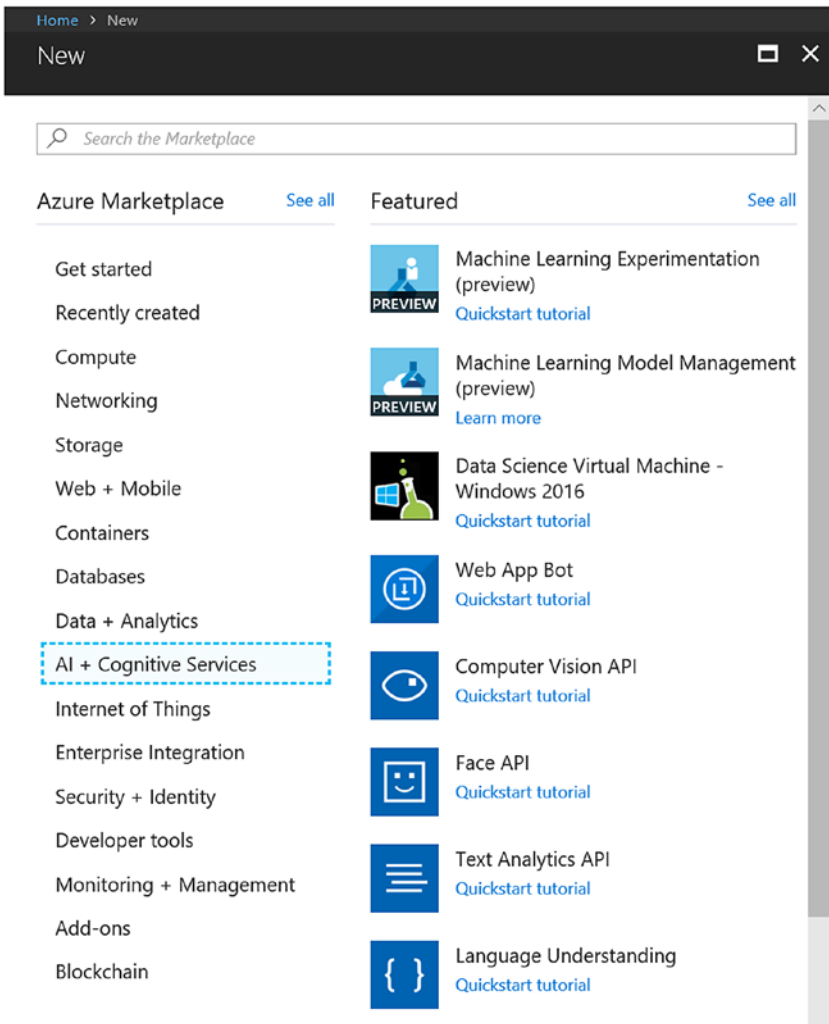 Home > New
New
Search the Marketplace
Azure Marketplace
See all
Get started
Recently created
Compute
Networking
Storage
Web + Mobile
Containers
Databases
Data + Analytics
AI + Cognitive Services
Internet of Things
Enterprise Integration
Security + Identity
Developer tools
Monitoring + Management
Add-ons
Blockchain
Featured
See all
PREVIEW
Machine Learning Experimentation
(preview)
Quickstart tutorial
PREVIEW
Machine Learning Model Management
(preview)
Learn more
Data Science Virtual Machine -
Windows 2016
Quickstart tutorial
Web App Bot
Quickstart tutorial
Computer Vision API
Quickstart tutorial
Face API
Quickstart tutorial
Text Analytics API
Quickstart tutorial
Language Understanding
Quickstart tutorial